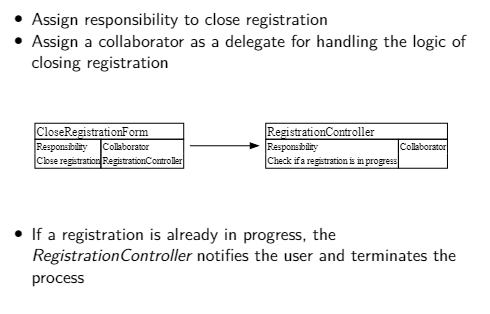 • Assign responsibility to close registration
• Assign a collaborator as a delegate for handling the logic of
closing registration
CloseRegistrationForm
Responsibility Collaborator
Close registration RegistrationController
RegistrationController
Responsibility Collaborator
Check if a registration is in progress
• If a registration is already in progress, the
RegistrationController notifies the user and terminates the
process